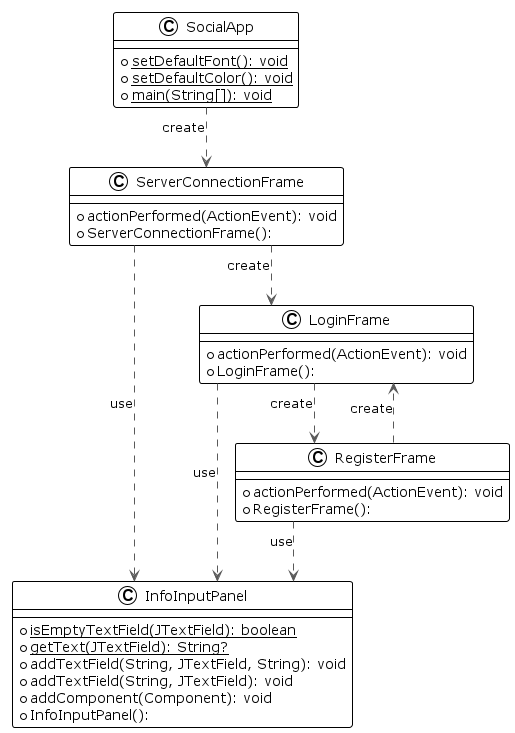 C SocialApp
setDefaultFont(): void
setDefaultColor(): void
main(String[]): void
create
C ServerConnectionFrame
actionPerformed(ActionEvent): void
ServerConnectionFrame():
create
C LoginFrame
actionPerformed(ActionEvent): void
LoginFrame():
use
create
create
C RegisterFrame
use
actionPerformed(ActionEvent): void
RegisterFrame():
use
C InfoInputPanel
isEmptyTextField(JTextField): boolean
getText(JTextField): String?
addTextField(String, JTextField, String): void
addTextField(String, JTextField): void
addComponent(Component): void
InfoInputPanel():